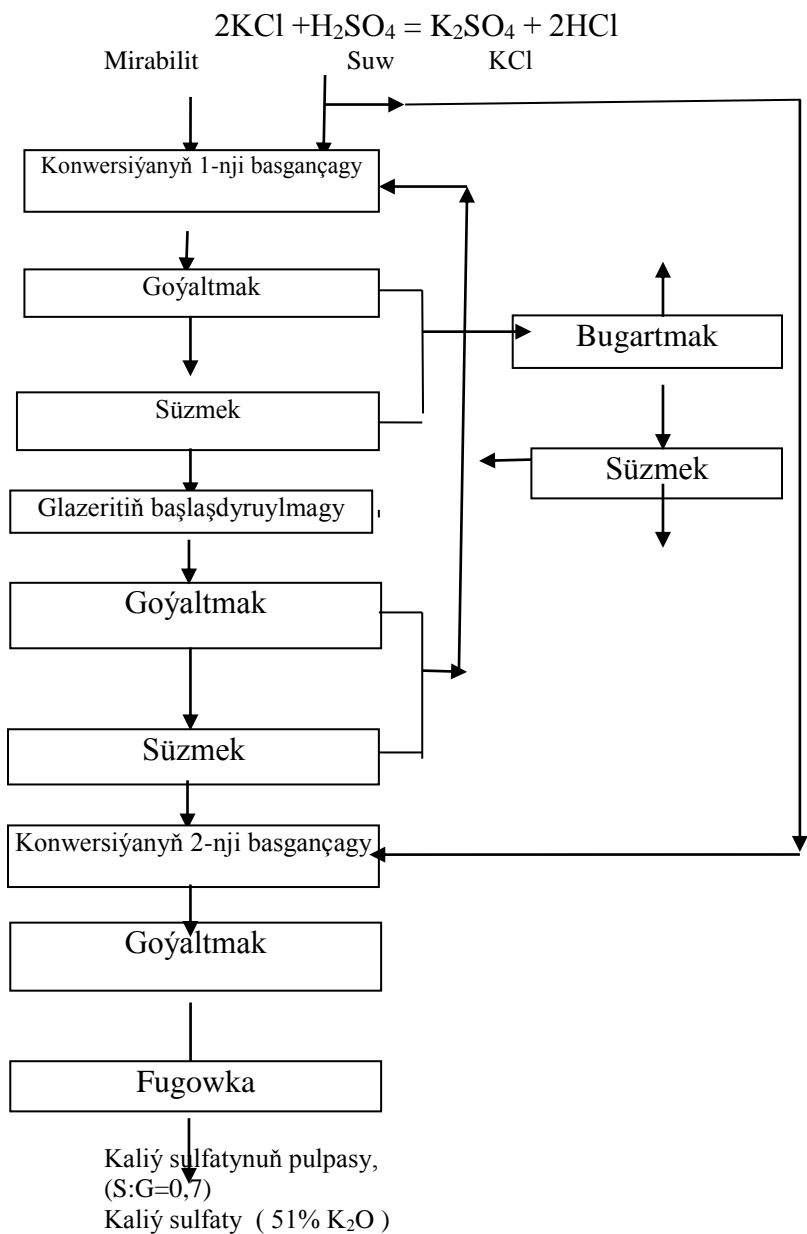 2KCl +H₂SO₄ = K₂SO₄ + 2HCl
Mirabilit Suw KCl
Konwersiýanyň 1-nji basgançagy
Goýaltmak
Bugartmak
Süzmek
Süzmek
Glazeritiň başlaşdyruylmagy
Goýaltmak
Süzmek
Konwersiýanyň 2-nji basgançagy
Goýaltmak
Fugowka
Kaliý sulfatynuň pulpasy,
(S:G=0,7)
Kaliý sulfaty ( 51% K₂O )